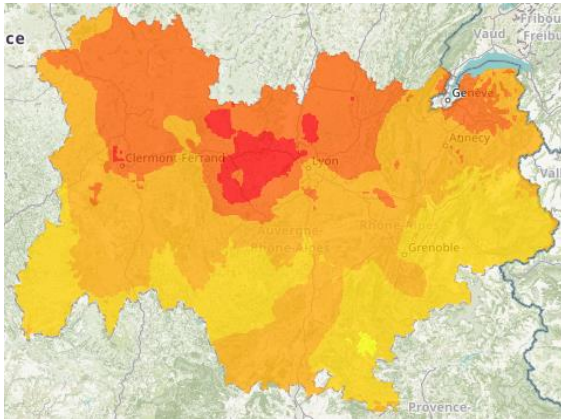 Fribou
Vaud
Freibu
ce
Genève
Annecy
Clermont-Ferrand
Lyon
Vall
Auvergne-
Rhône-Alpes
Rhône-Alpes
Grenoble
Provence-